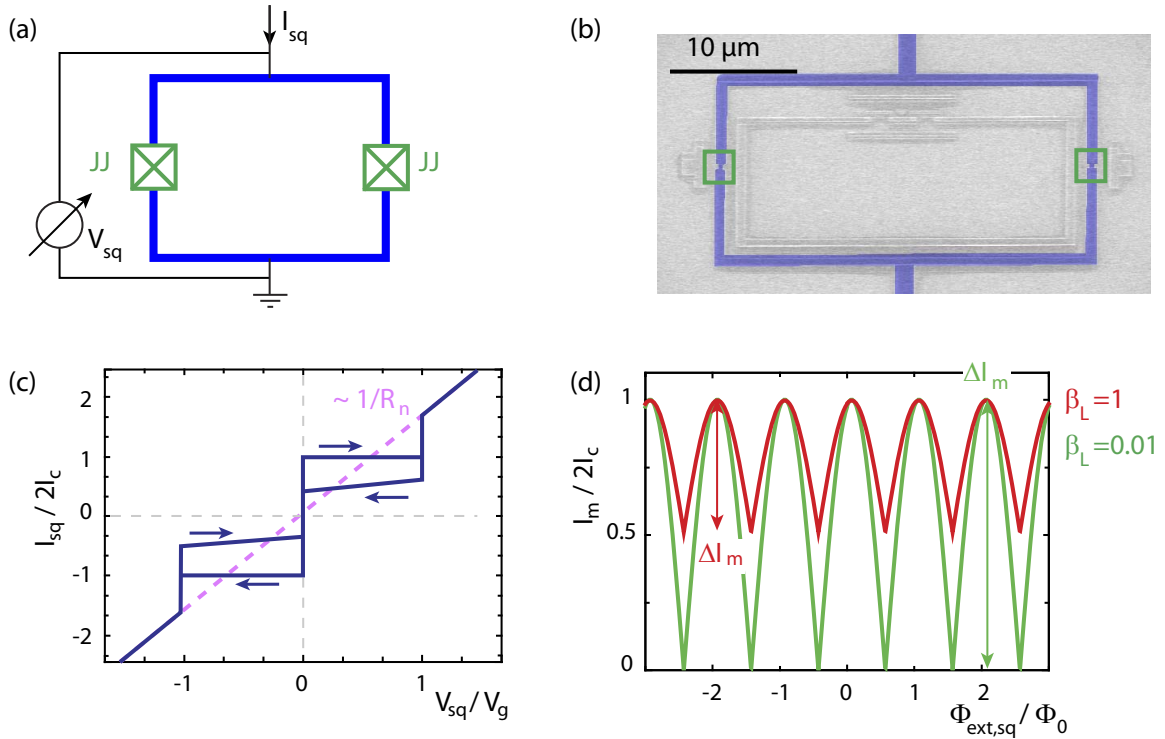 (a)
I_sq
JJ
JJ
V_sq
(b)
10 μm
(c)
I_sq / 2I_c
2
1
0
-1
-2
~ 1/R_n
-1
0
1
V_sq / V_g
(d)
I_m / 2I_c
1
0.5
0
ΔI_m
ΔI_m
β_L =1
β_L =0.01
-2
-1
0
1
2
Φ_ext,sq / Φ_0